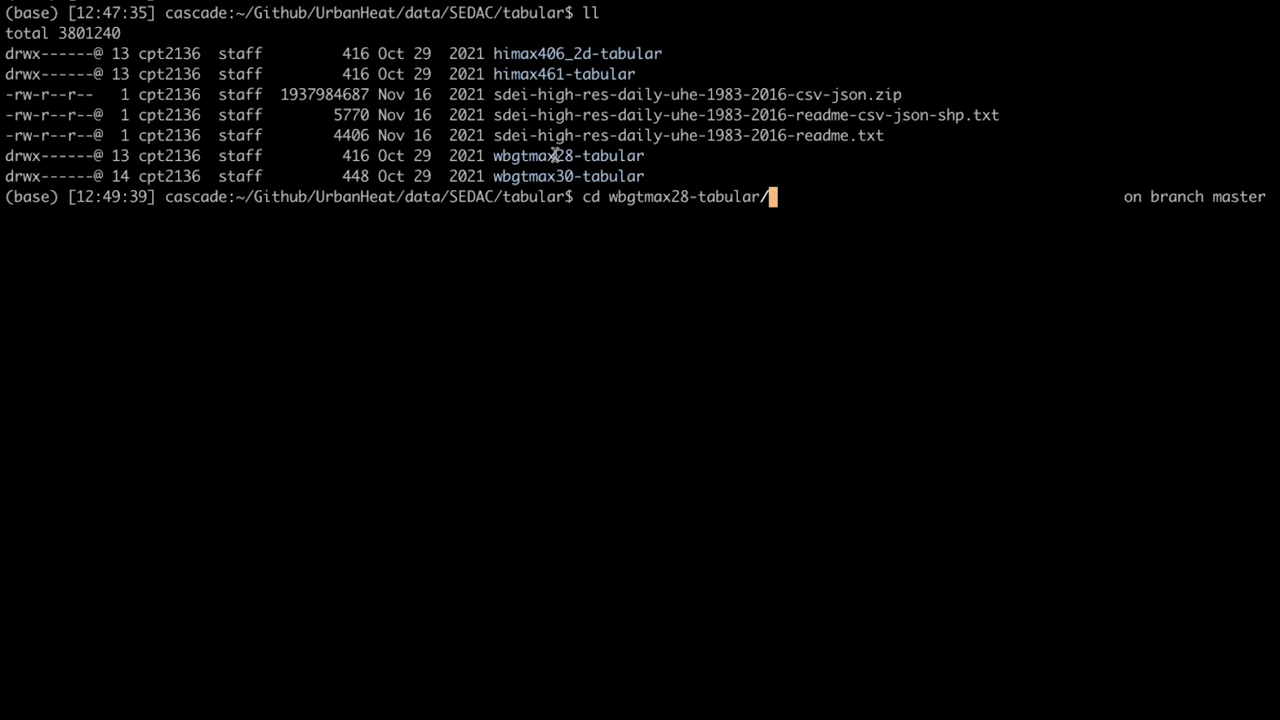 (base) [12:47:35] cascade:~/Github/UrbanHeat/data/SEDAC/tabular$ ll
total 3801240
drwx------@ 13 cpt2136  staff         416 Oct 29  2021 himax406_2d-tabular
drwx------@ 13 cpt2136  staff         416 Oct 29  2021 himax461-tabular
-rw-r--r--   1 cpt2136  staff  1937984687 Nov 16  2021 sdei-high-res-daily-uhe-1983-2016-csv-json.zip
-rw-r--r--   1 cpt2136  staff        5770 Nov 16  2021 sdei-high-res-daily-uhe-1983-2016-readme-csv-json-shp.txt
-rw-r--r--   1 cpt2136  staff        4406 Nov 16  2021 sdei-high-res-daily-uhe-1983-2016-readme.txt
drwx------@ 13 cpt2136  staff         416 Oct 29  2021 wbgtmax28-tabular
drwx------@ 14 cpt2136  staff         448 Oct 29  2021 wbgtmax30-tabular
(base) [12:49:39] cascade:~/Github/UrbanHeat/data/SEDAC/tabular$ cd wbgtmax28-tabular/ on branch master